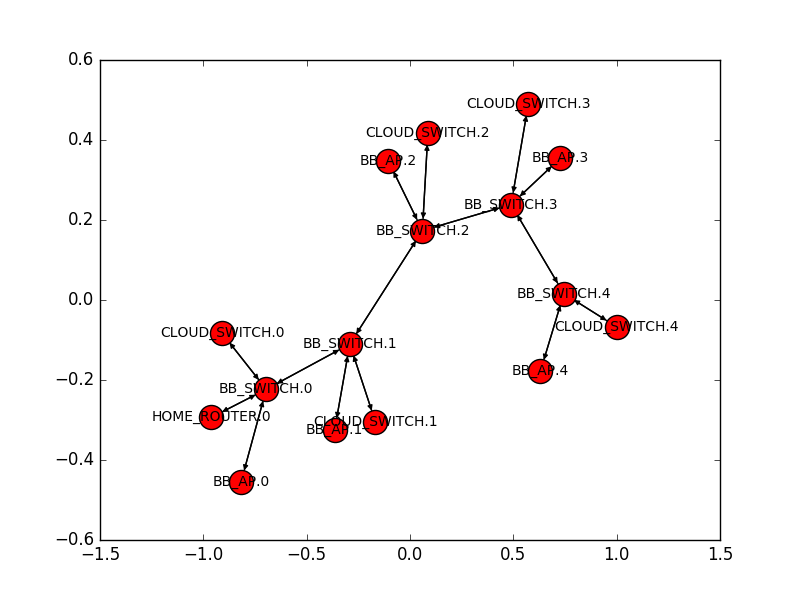 0.6
0.4
0.2
0.0
−0.2
−0.4
−0.6
−1.5
−1.0
−0.5
0.0
0.5
1.0
1.5
CLOUD_SWITCH.3
CLOUD_SWITCH.2
BB_AP.2
BB_AP.3
BB_SWITCH.3
BB_SWITCH.2
BB_SWITCH.4
CLOUD_SWITCH.4
CLOUD_SWITCH.0
BB_SWITCH.1
BB_AP.4
BB_SWITCH.0
HOME_ROUTER.0
CLOUD_SWITCH.1
BB_AP.1
BB_AP.0